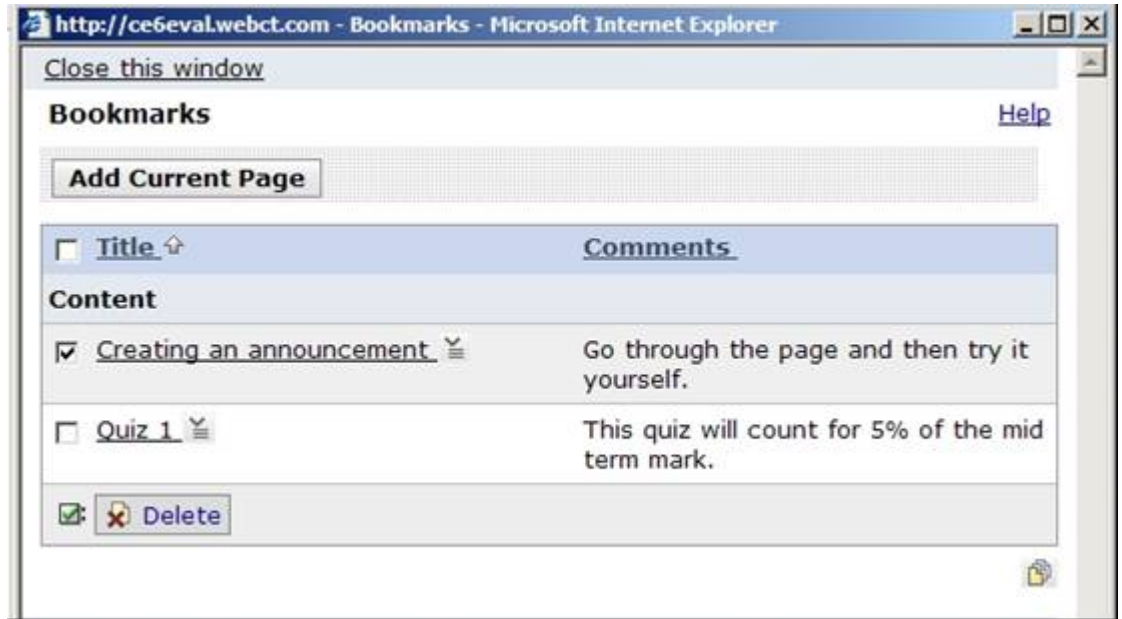 http://ce6eval.webct.com - Bookmarks - Microsoft Internet Explorer
Close this window
Bookmarks
Help
Add Current Page
Title
Comments
Content
Creating an announcement
Go through the page and then try it
yourself.
Quiz 1
This quiz will count for 5% of the mid
term mark.
Delete